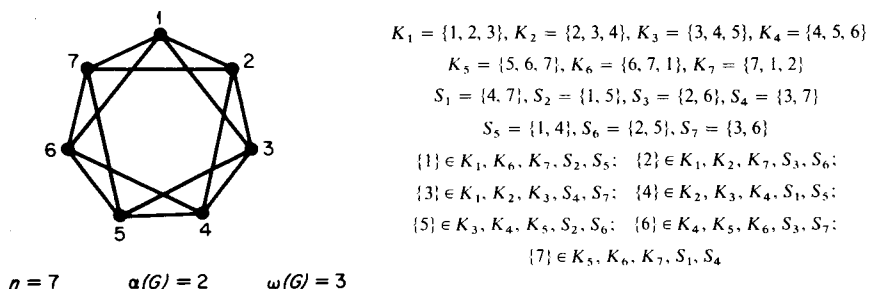 1
7
2
6
3
5
4
n = 7 α(G) = 2 ω(G) = 3
K₁ = {1, 2, 3}, K₂ = {2, 3, 4}, K₃ = {3, 4, 5}, K₄ = {4, 5, 6}
K₅ = {5, 6, 7}, K₆ = {6, 7, 1}, K₇ = {7, 1, 2}
S₁ = {4, 7}, S₂ = {1, 5}, S₃ = {2, 6}, S₄ = {3, 7}
S₅ = {1, 4}, S₆ = {2, 5}, S₇ = {3, 6}
{1} ∈ K₁, K₆, K₇, S₂, S₅; {2} ∈ K₁, K₂, K₇, S₃, S₆;
{3} ∈ K₁, K₂, K₃, S₄, S₇; {4} ∈ K₂, K₃, K₄, S₁, S₅;
{5} ∈ K₃, K₄, K₅, S₂, S₆; {6} ∈ K₄, K₅, K₆, S₃, S₇;
{7} ∈ K₅, K₆, K₇, S₁, S₄